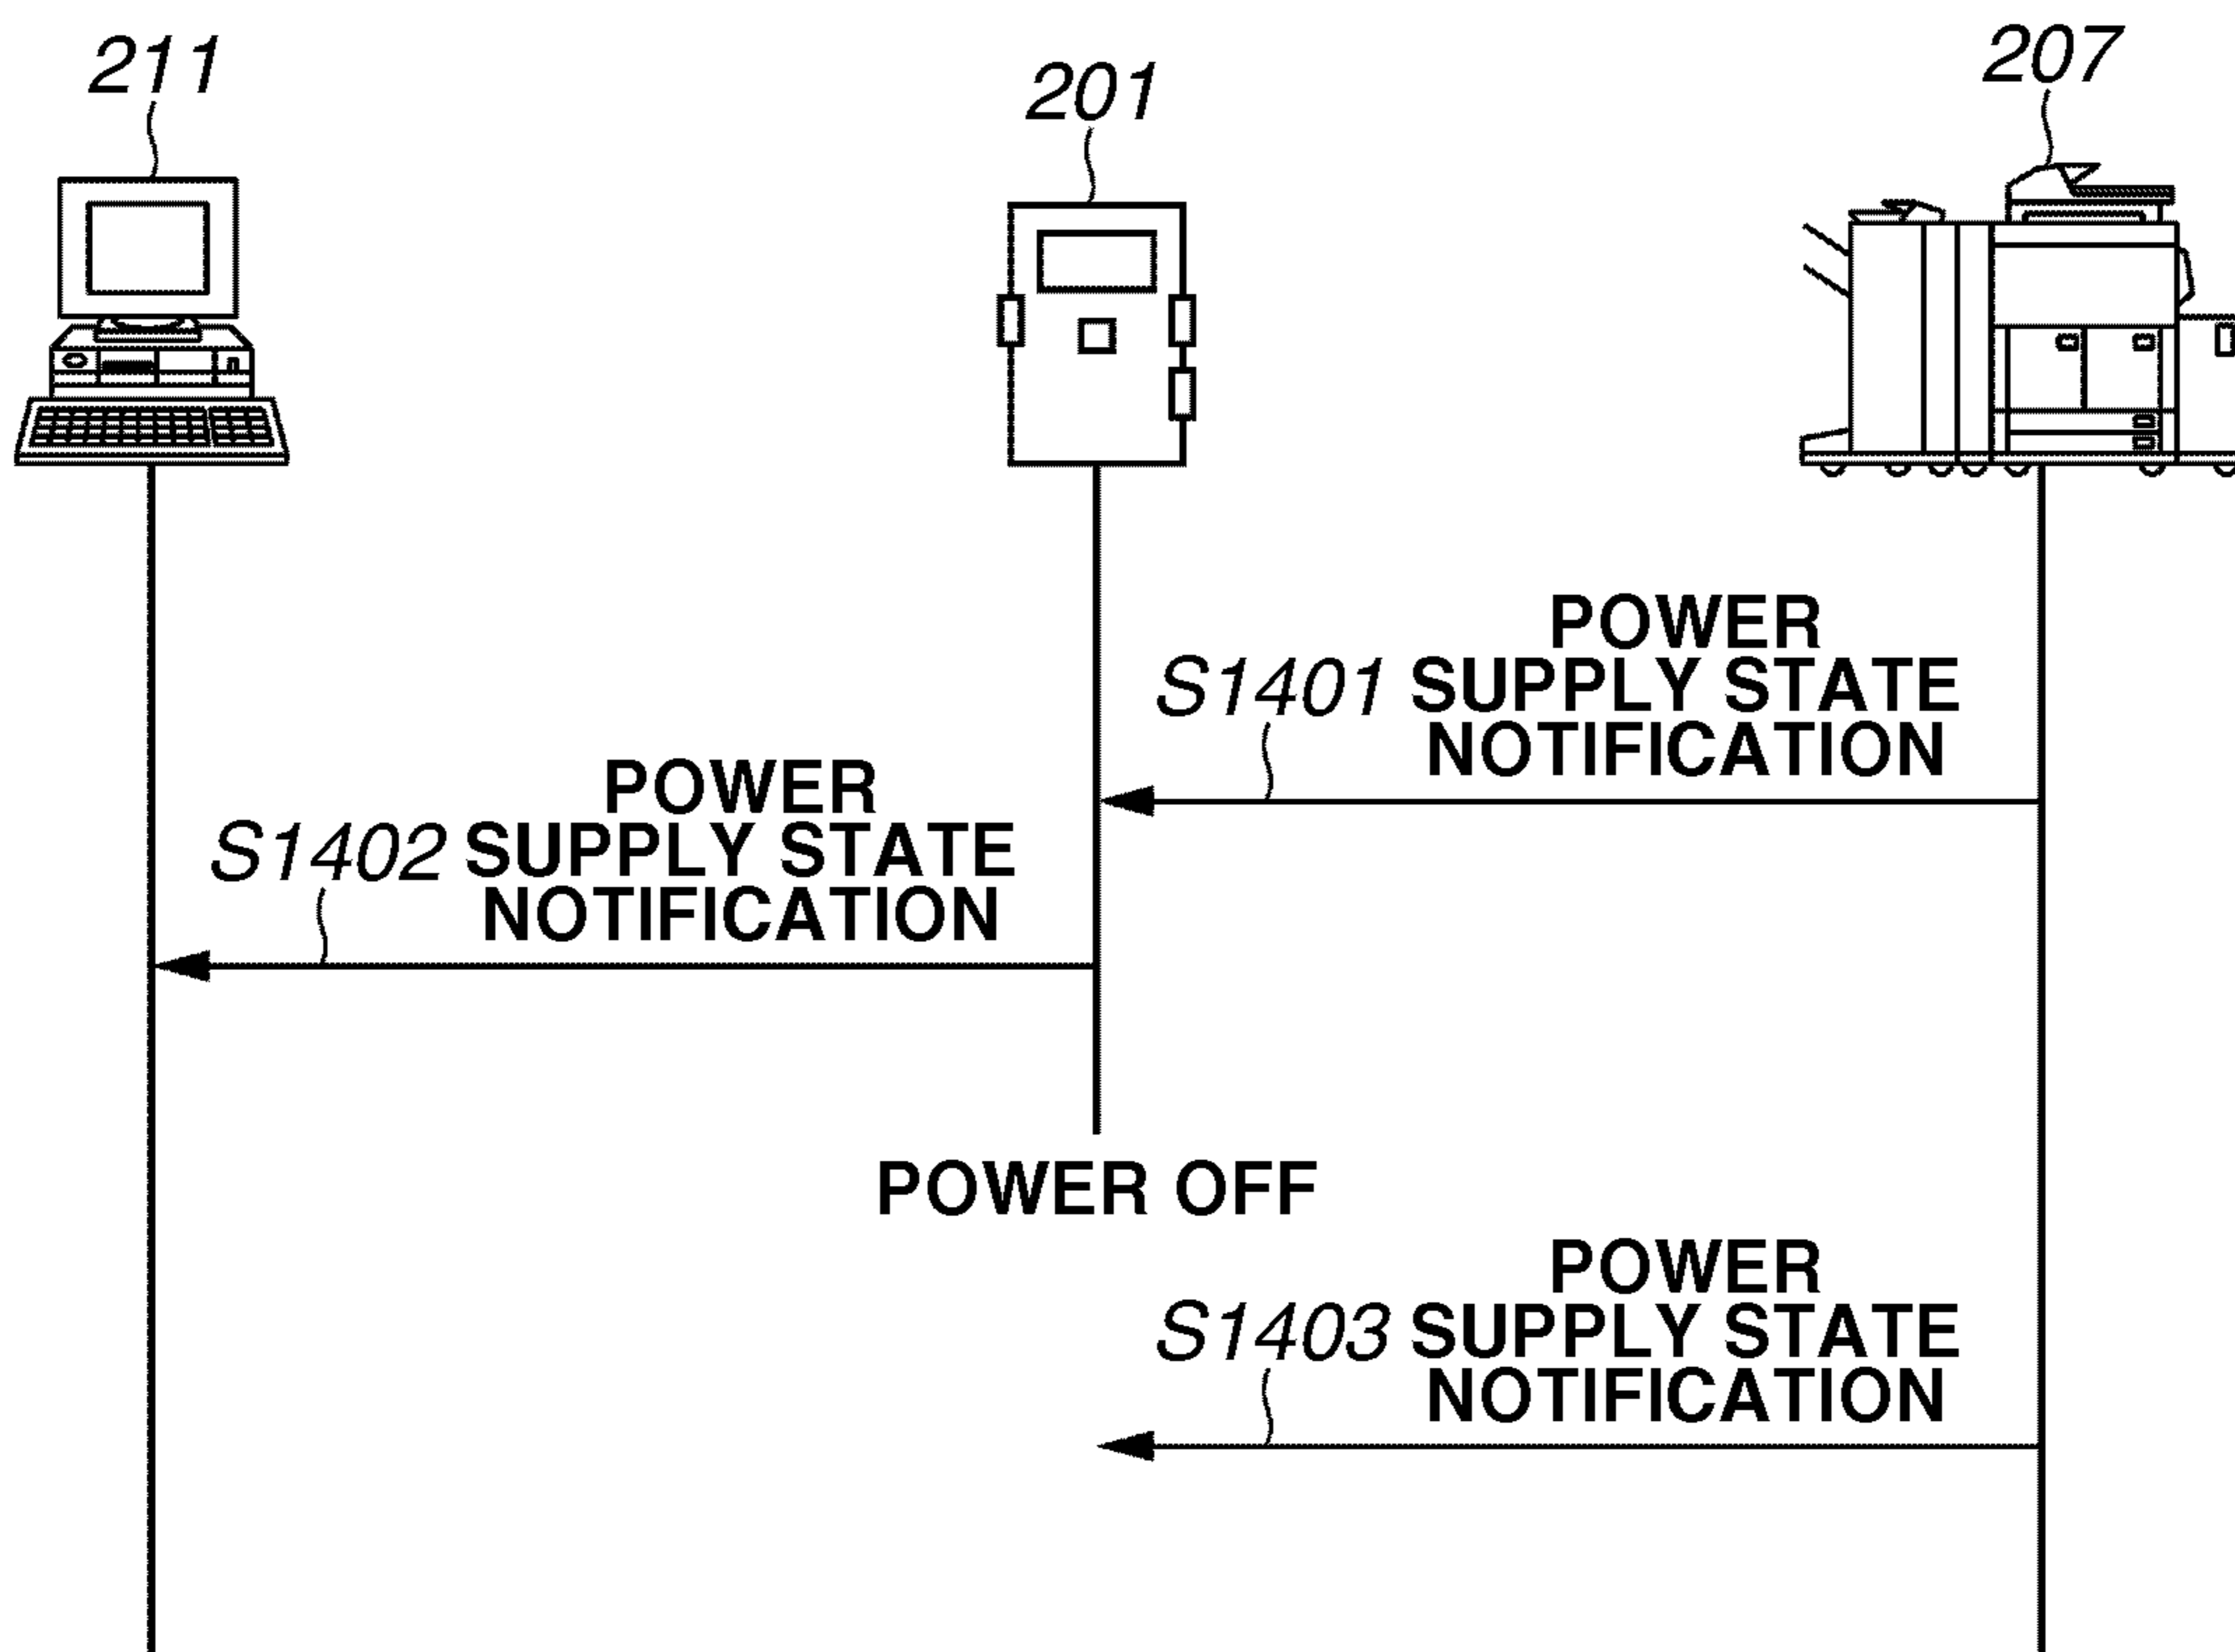 211
201
207
POWER
S1401 SUPPLY STATE
NOTIFICATION
POWER
S1402 SUPPLY STATE
NOTIFICATION
POWER OFF
POWER
S1403 SUPPLY STATE
NOTIFICATION